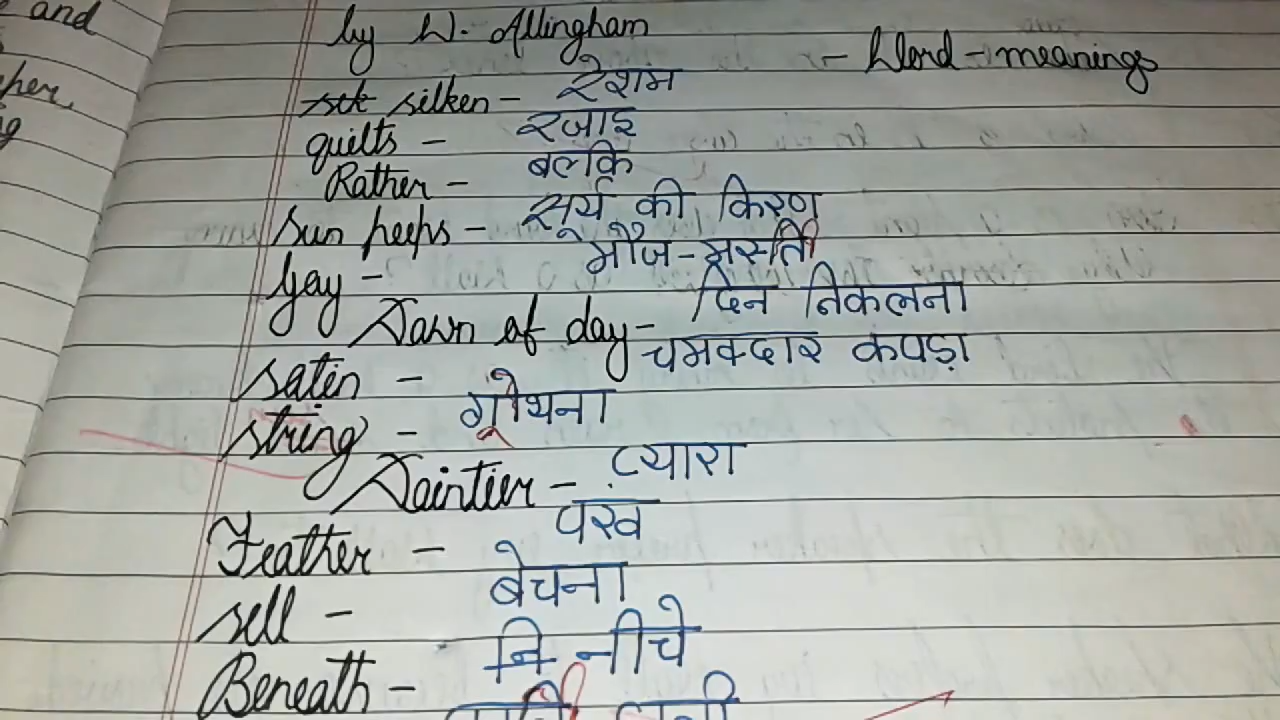 and
by W. Allingham
- Word-meanings
silken - रेशम
quilts - रजाइ
Rather - बलकि
Sun peeps - सूर्य की किरण
Gay - मौज-मस्ती
Dawn of day - दिन निकलना
satin - चमकदार कपड़ा
string - गूथना
Daintier - प्यारा
Feather - पंख
sell - बेचना
Beneath - नीचे